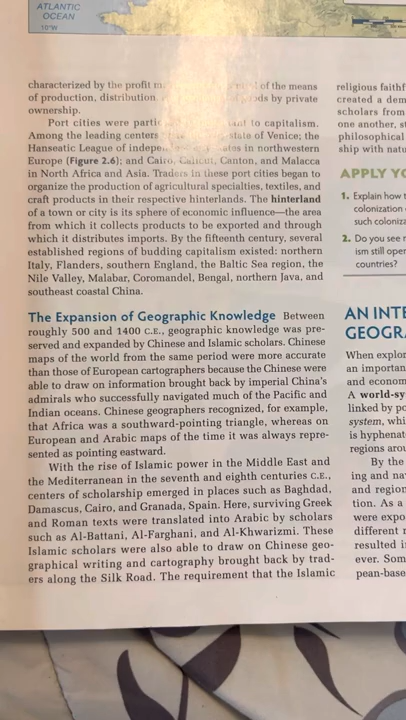 ATLANTIC
OCEAN
10°W
characterized by the profit of the means
of production, distribution, by private
ownership.
Port cities were to capitalism.
Among the leading centers state of Venice; the
Hanseatic League of in northwestern
Europe (Figure 2.6); and Cairo, Calicut, Canton, and Malacca
in North Africa and Asia. Traders in these port cities began to
organize the production of agricultural specialties, textiles, and
craft products in their respective hinterlands. The hinterland
of a town or city is its sphere of economic influence—the area
from which it collects products to be exported and through
which it distributes imports. By the fifteenth century, several
established regions of budding capitalism existed: northern
Italy, Flanders, southern England, the Baltic Sea region, the
Nile Valley, Malabar, Coromandel, Bengal, northern Java, and
southeast coastal China.
The Expansion of Geographic Knowledge Between
roughly 500 and 1400 C.E., geographic knowledge was pre-
served and expanded by Chinese and Islamic scholars. Chinese
maps of the world from the same period were more accurate
than those of European cartographers because the Chinese were
able to draw on information brought back by imperial China's
admirals who successfully navigated much of the Pacific and
Indian oceans. Chinese geographers recognized, for example,
that Africa was a southward-pointing triangle, whereas on
European and Arabic maps of the time it was always repre-
sented as pointing eastward.
With the rise of Islamic power in the Middle East and
the Mediterranean in the seventh and eighth centuries C.E.,
centers of scholarship emerged in places such as Baghdad,
Damascus, Cairo, and Granada, Spain. Here, surviving Greek
and Roman texts were translated into Arabic by scholars
such as Al-Battani, Al-Farghani, and Al-Khwarizmi. These
Islamic scholars were also able to draw on Chinese geo-
graphical writing and cartography brought back by trad-
ers along the Silk Road. The requirement that the Islamic
religious faithf
created a dem
scholars from
one another, st
philosophical
ship with natu
APPLY YO
1. Explain how t
colonization
such coloniza
2. Do you see
ism still oper
countries?
AN INTE
GEOGR
When explor
an importan
and econom
A world-sy
linked by po
system, whi
is hyphenat
regions arou
By the
ing and na
and region
tion. As a
were expo
different r
resulted i
ever. Som
pean-base